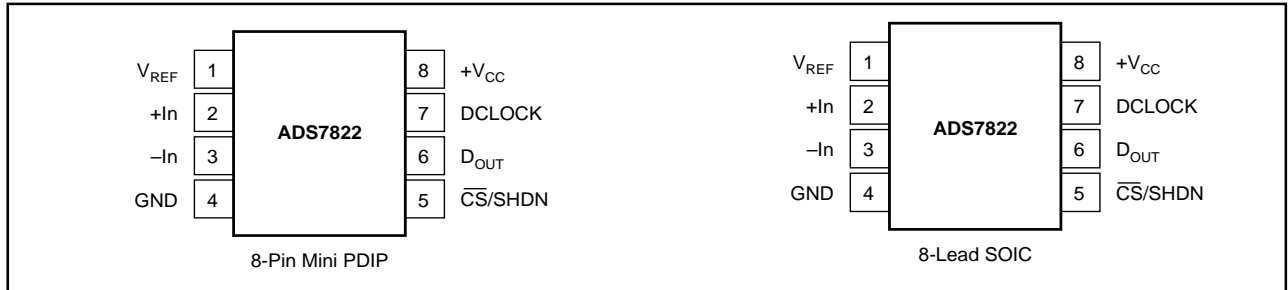 V_REF 1 8 +V_CC
+In 2 7 DCLOCK
ADS7822
–In 3 6 D_OUT
GND 4 5 C̅S̅/SHDN
8-Pin Mini PDIP
V_REF 1 8 +V_CC
+In 2 7 DCLOCK
ADS7822
–In 3 6 D_OUT
GND 4 5 C̅S̅/SHDN
8-Lead SOIC